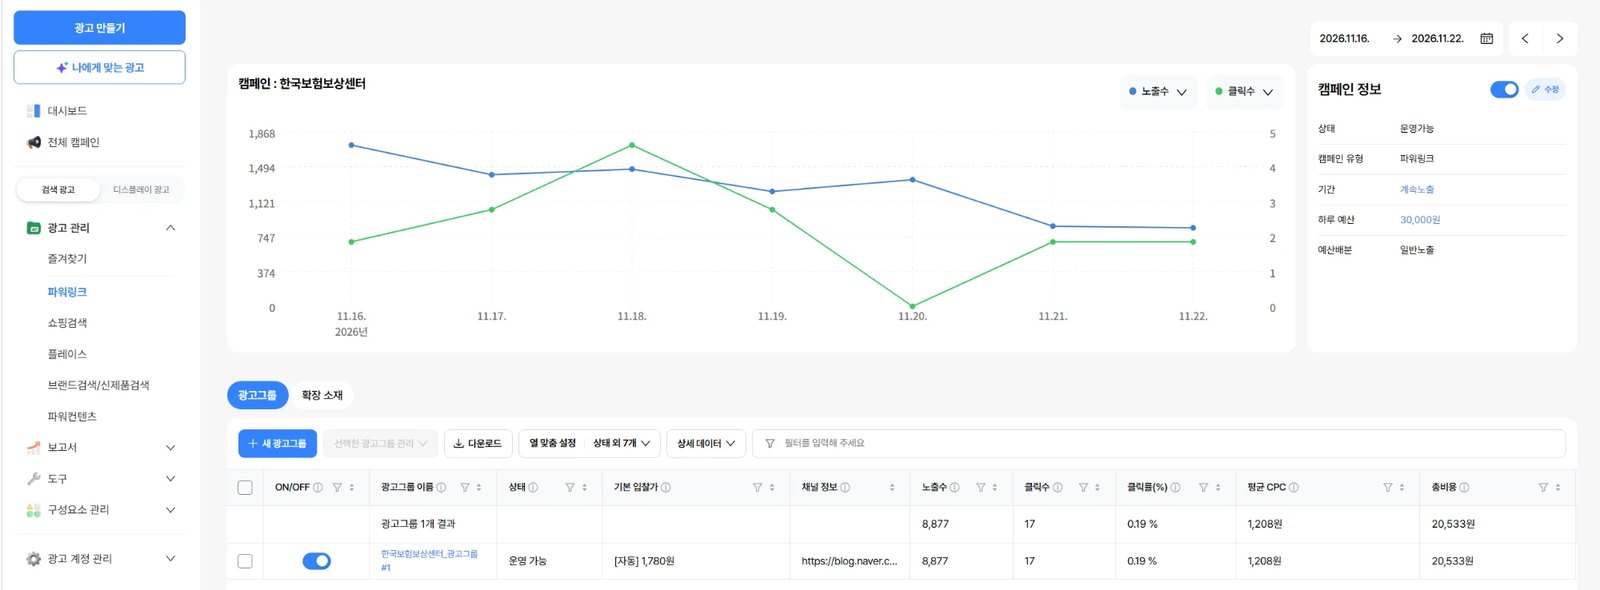 광고 만들기
나에게 맞는 광고
대시보드
전체 캠페인
검색 광고
디스플레이 광고
광고 관리
즐겨찾기
파워링크
쇼핑검색
플레이스
브랜드검색/신제품검색
파워컨텐츠
보고서
도구
구성요소 관리
광고 계정 관리
2026.11.16. → 2026.11.22.
캠페인 : 한국보험보상센터
노출수 클릭수
1,868
1,494
1,121
747
374
0
5
4
3
2
1
0
11.16. 11.17. 11.18. 11.19. 11.20. 11.21. 11.22.
2026년
캠페인 정보
수정
상태 운영가능
캠페인 유형 파워링크
기간 계속노출
하루 예산 30,000원
예산배분 일반노출
광고그룹 확장 소재
+ 새 광고그룹 선택한 광고그룹 관리 다운로드 열 맞춤 설정 상태 외 7개 상세 데이터 필터를 입력해 주세요
ON/OFF 광고그룹 이름 상태 기본 입찰가 채널 정보 노출수 클릭수 클릭률(%) 평균 CPC 총비용
광고그룹 1개 결과 8,877 17 0.19 % 1,208원 20,533원
한국보험보상센터_광고그룹
#1
운영 가능 [자동] 1,780원 https://blog.naver.c... 8,877 17 0.19 % 1,208원 20,533원